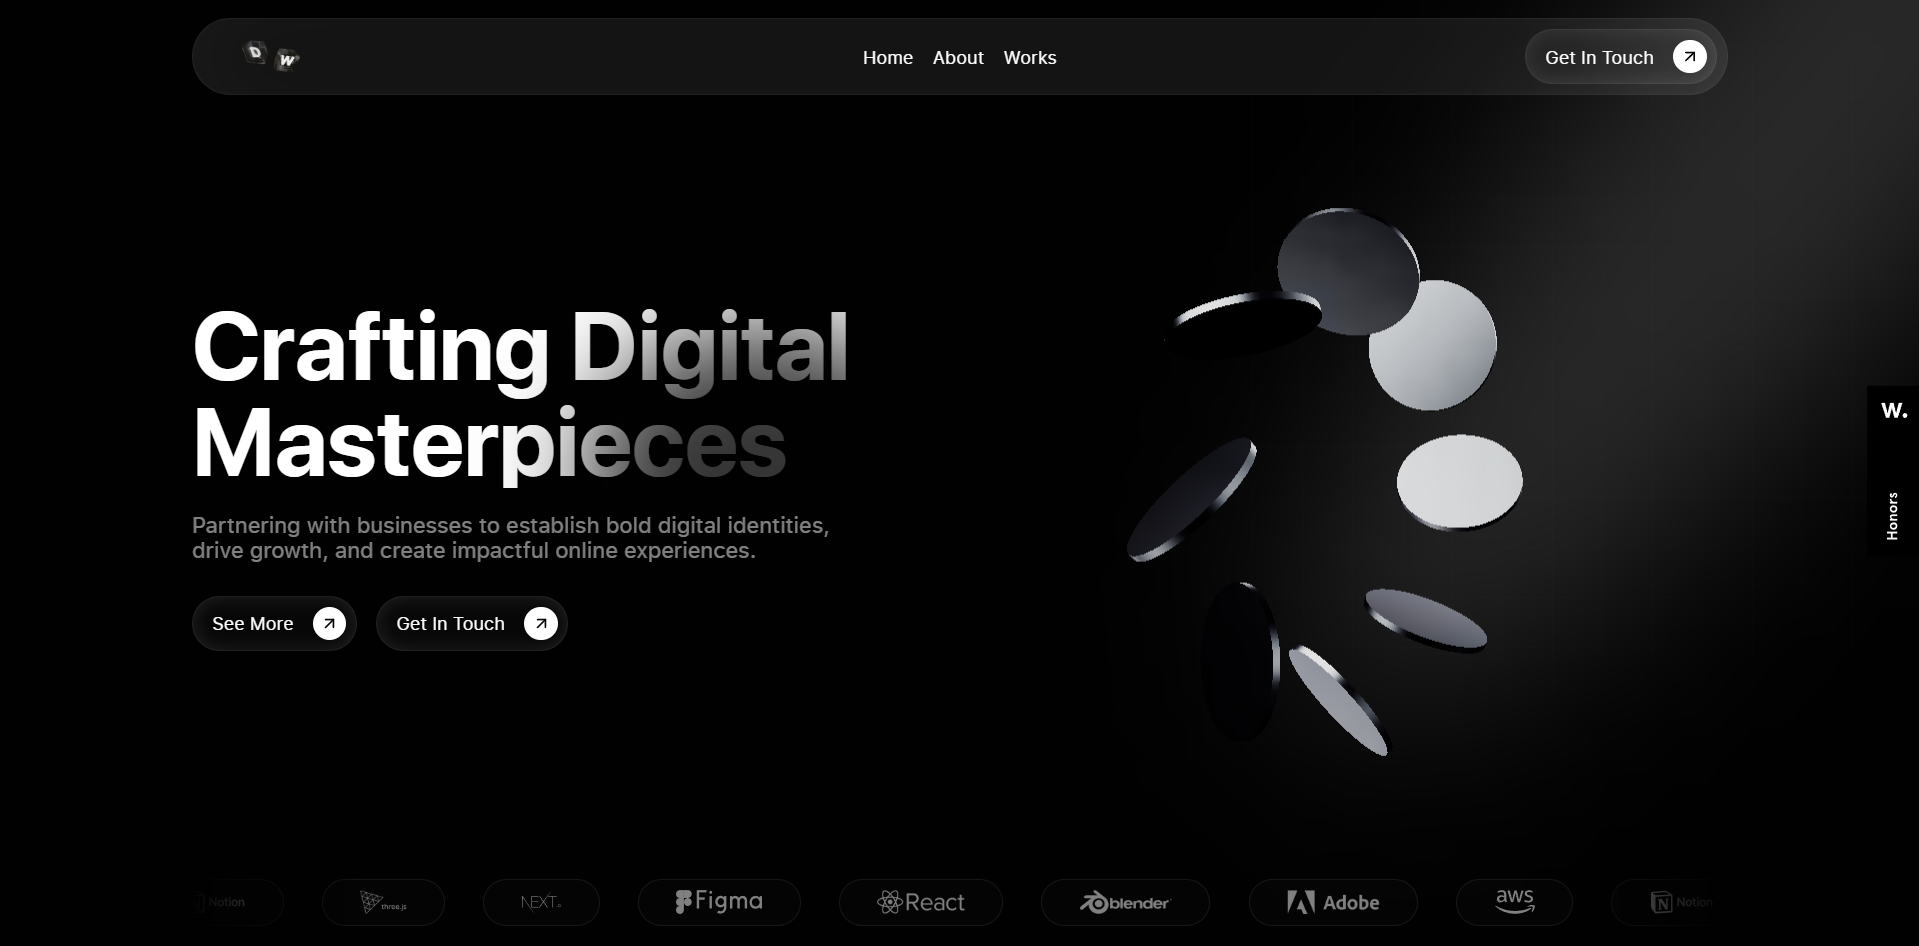 D W
Home About Works
Get In Touch
Crafting Digital
Masterpieces
Partnering with businesses to establish bold digital identities,
drive growth, and create impactful online experiences.
See More
Get In Touch
W.
Honors
Notion
three.js
NEXT.JS
Figma
React
blender
Adobe
aws
Notion